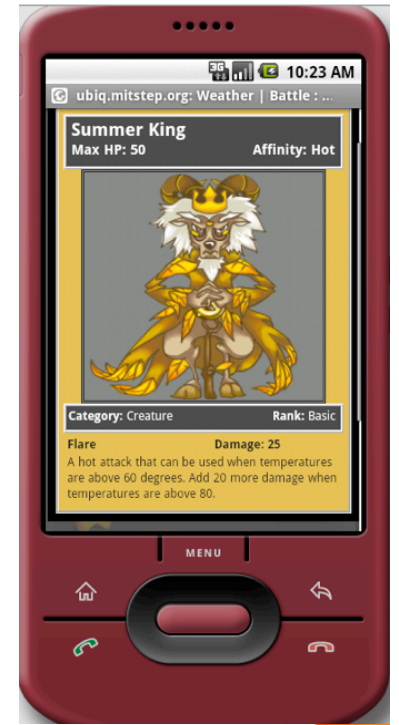 3G 10:23 AM
ubiq.mitstep.org: Weather | Battle : ...
Summer King
Max HP: 50 Affinity: Hot
Category: Creature Rank: Basic
Flare Damage: 25
A hot attack that can be used when temperatures
are above 60 degrees. Add 20 more damage when
temperatures are above 80.
MENU